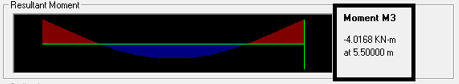 Resultant Moment
Moment M3
-4.0168 KN-m
at 5.50000 m